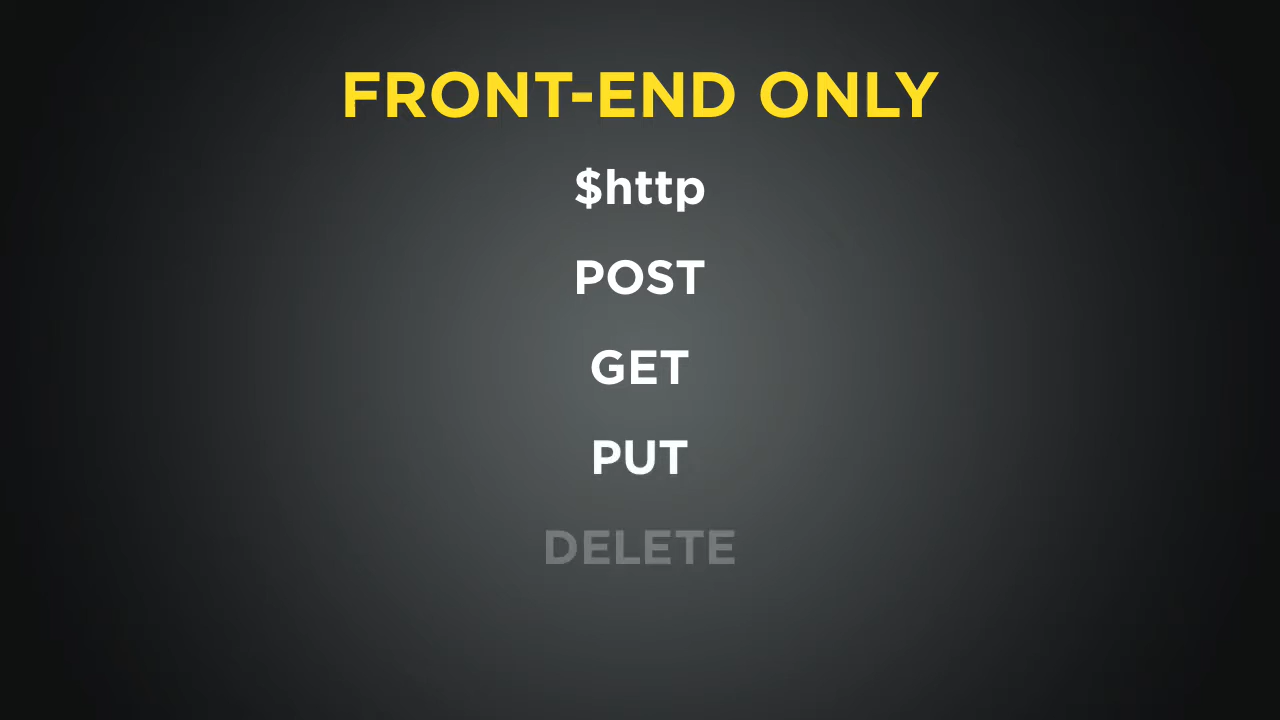 FRONT-END ONLY
$http
POST
GET
PUT
DELETE